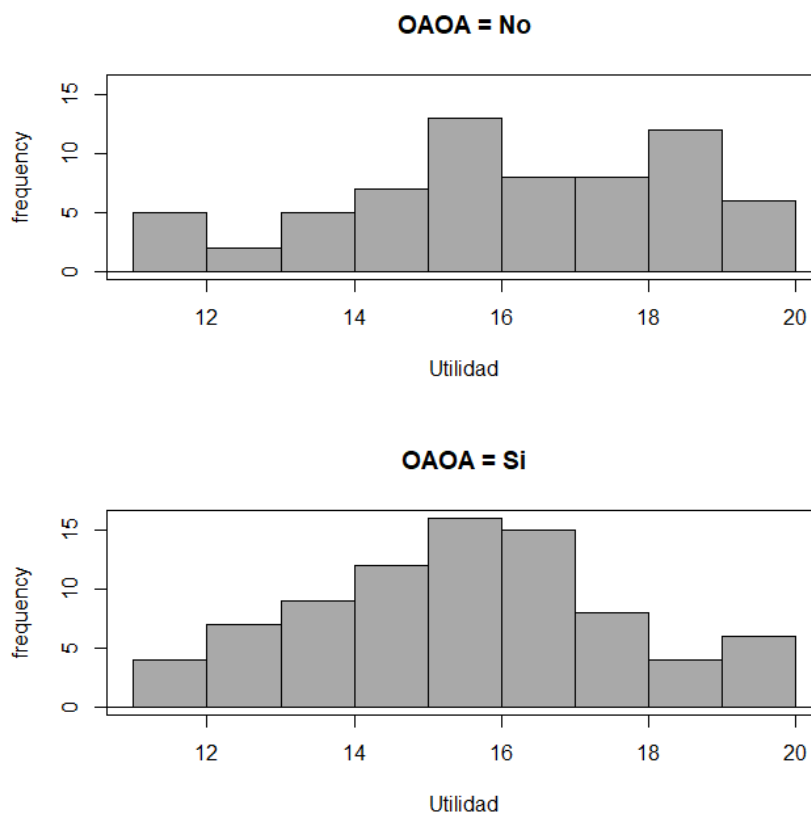 OAOA = No
frequency
15
10
5
0
12 14 16 18 20
Utilidad
OAOA = Si
frequency
15
10
5
0
12 14 16 18 20
Utilidad